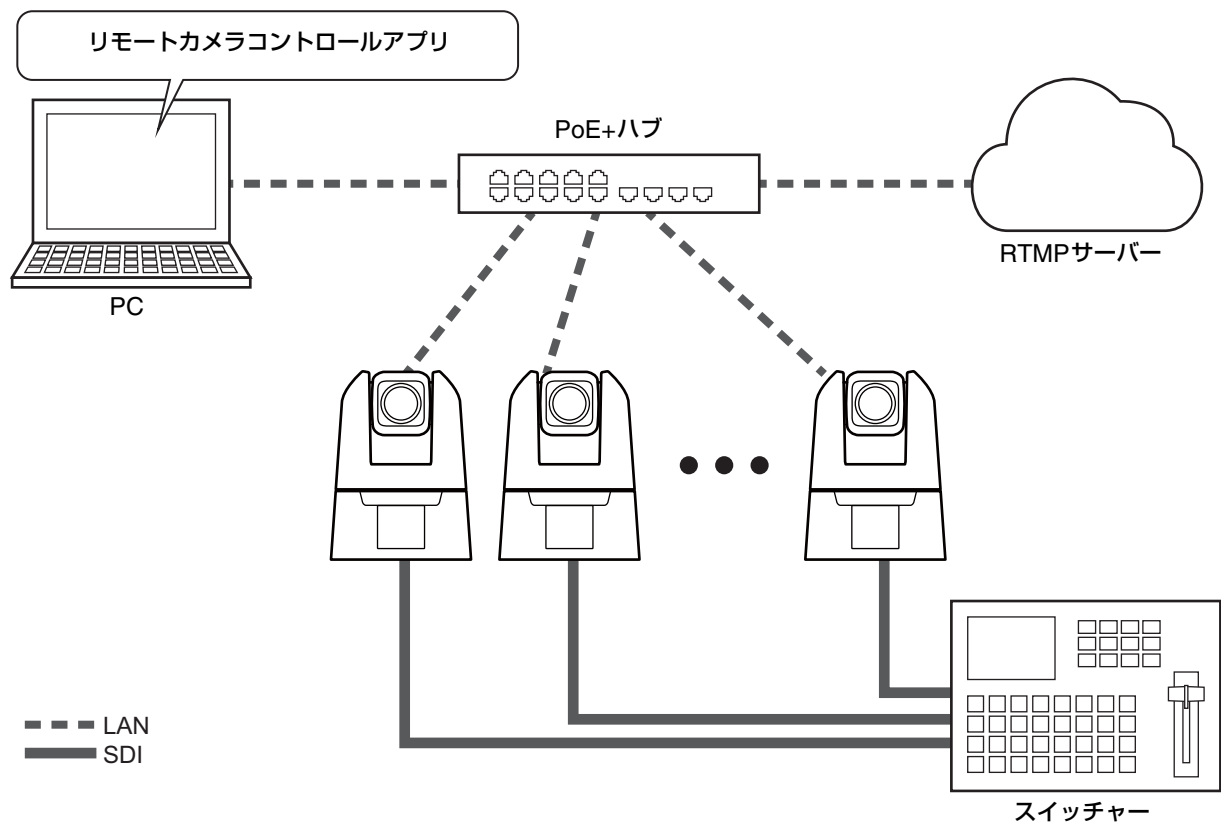 リモートカメラコントロールアプリ
PoE+ハブ
RTMPサーバー
PC
LAN
SDI
スイッチャー